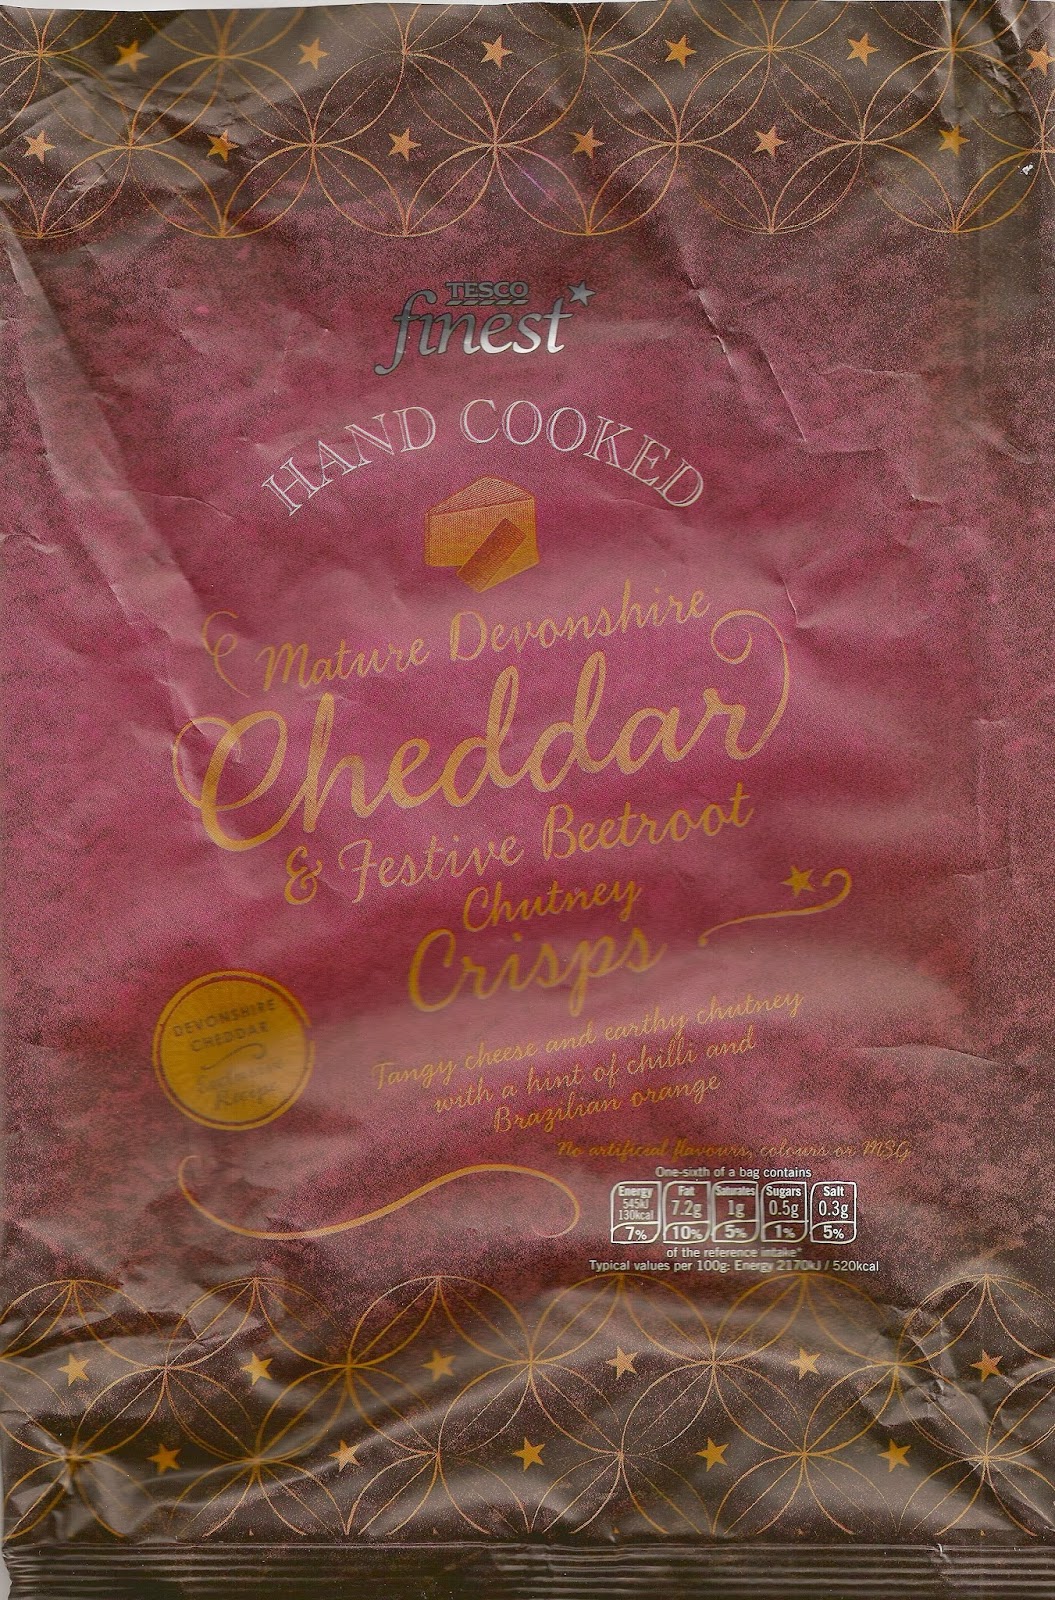 TESCO
finest
HAND COOKED
Mature Devonshire
Cheddar
& Festive Beetroot
Chutney
Crisps
DEVONSHIRE
CHEDDAR
Exclusive
Recipe
Tangy cheese and earthy chutney
with a hint of chilli and
Brazilian orange
No artificial flavours, colours or MSG
One-sixth of a bag contains
Energy Fat Saturates Sugars Salt
545kJ
130kcal 7.2g 1g 0.5g 0.3g
7% 10% 5% 1% 5%
of the reference intake*
Typical values per 100g: Energy 2170kJ / 520kcal